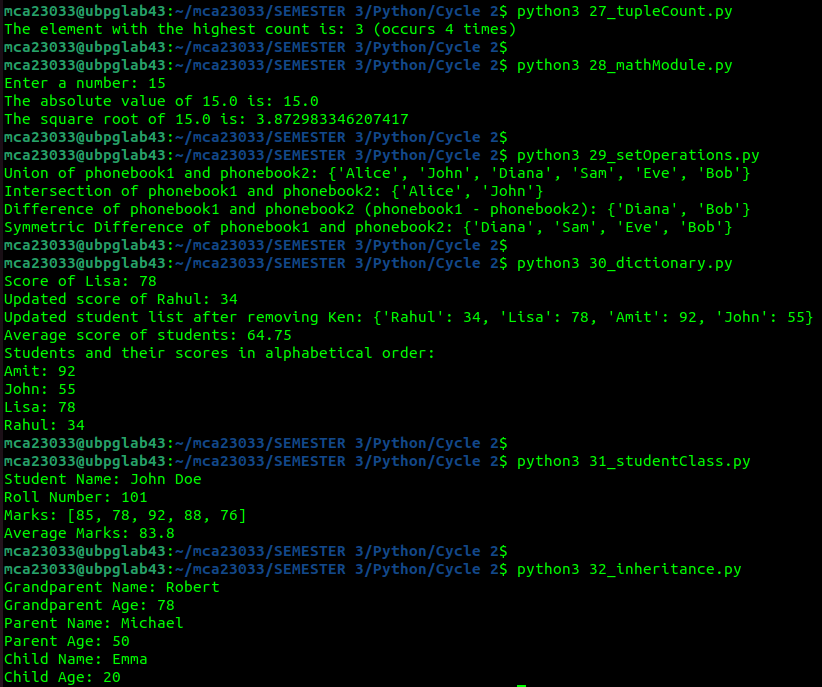 mca23033@ubpglab43:~/mca23033/SEMESTER 3/Python/Cycle 2$ python3 27_tupleCount.py
The element with the highest count is: 3 (occurs 4 times)
mca23033@ubpglab43:~/mca23033/SEMESTER 3/Python/Cycle 2$
mca23033@ubpglab43:~/mca23033/SEMESTER 3/Python/Cycle 2$ python3 28_mathModule.py
Enter a number: 15
The absolute value of 15.0 is: 15.0
The square root of 15.0 is: 3.872983346207417
mca23033@ubpglab43:~/mca23033/SEMESTER 3/Python/Cycle 2$
mca23033@ubpglab43:~/mca23033/SEMESTER 3/Python/Cycle 2$ python3 29_setOperations.py
Union of phonebook1 and phonebook2: {'Alice', 'John', 'Diana', 'Sam', 'Eve', 'Bob'}
Intersection of phonebook1 and phonebook2: {'Alice', 'John'}
Difference of phonebook1 and phonebook2 (phonebook1 - phonebook2): {'Diana', 'Bob'}
Symmetric Difference of phonebook1 and phonebook2: {'Diana', 'Sam', 'Eve', 'Bob'}
mca23033@ubpglab43:~/mca23033/SEMESTER 3/Python/Cycle 2$
mca23033@ubpglab43:~/mca23033/SEMESTER 3/Python/Cycle 2$ python3 30_dictionary.py
Score of Lisa: 78
Updated score of Rahul: 34
Updated student list after removing Ken: {'Rahul': 34, 'Lisa': 78, 'Amit': 92, 'John': 55}
Average score of students: 64.75
Students and their scores in alphabetical order:
Amit: 92
John: 55
Lisa: 78
Rahul: 34
mca23033@ubpglab43:~/mca23033/SEMESTER 3/Python/Cycle 2$
mca23033@ubpglab43:~/mca23033/SEMESTER 3/Python/Cycle 2$ python3 31_studentClass.py
Student Name: John Doe
Roll Number: 101
Marks: [85, 78, 92, 88, 76]
Average Marks: 83.8
mca23033@ubpglab43:~/mca23033/SEMESTER 3/Python/Cycle 2$
mca23033@ubpglab43:~/mca23033/SEMESTER 3/Python/Cycle 2$ python3 32_inheritance.py
Grandparent Name: Robert
Grandparent Age: 78
Parent Name: Michael
Parent Age: 50
Child Name: Emma
Child Age: 20